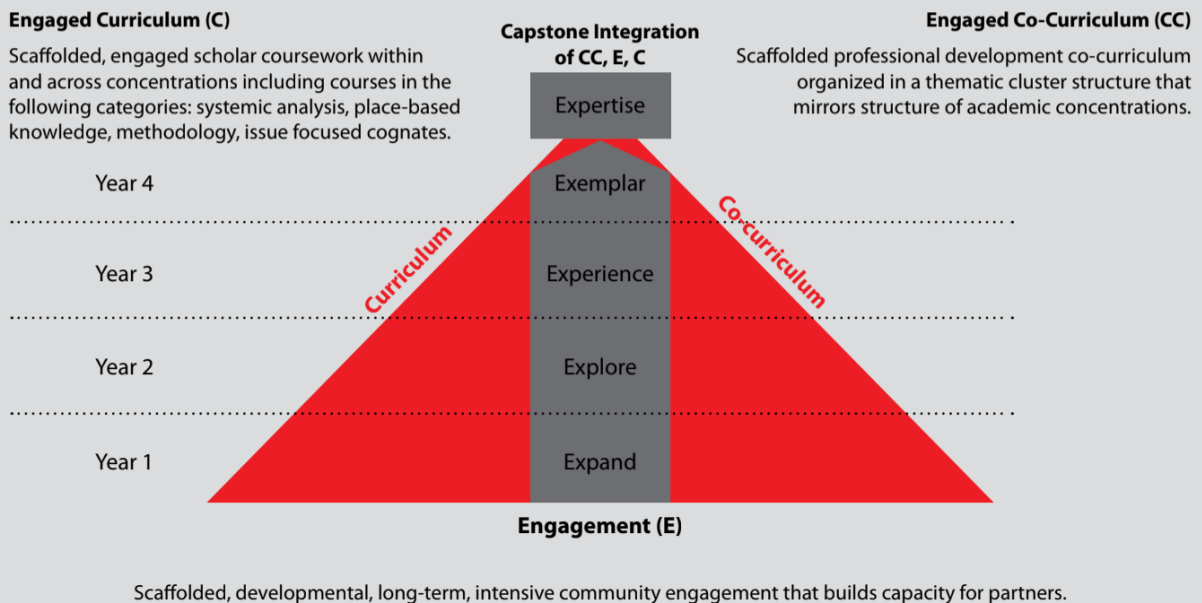 Engaged Curriculum (C)
Scaffolded, engaged scholar coursework within
and across concentrations including courses in the
following categories: systemic analysis, place-based
knowledge, methodology, issue focused cognates.
Capstone Integration
of CC, E, C
Engaged Co-Curriculum (CC)
Scaffolded professional development co-curriculum
organized in a thematic cluster structure that
mirrors structure of academic concentrations.
Expertise
Year 4
Exemplar
Curriculum
Co-curriculum
Year 3
Experience
Year 2
Explore
Year 1
Expand
Engagement (E)
Scaffolded, developmental, long-term, intensive community engagement that builds capacity for partners.